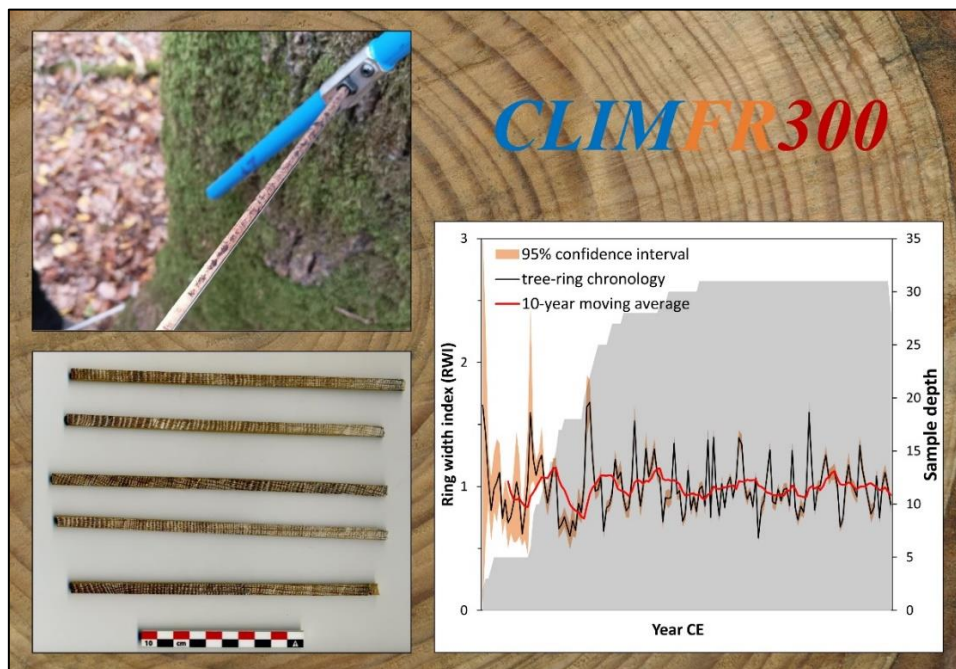 CLIMFR300
95% confidence interval
tree-ring chronology
10-year moving average
Ring width index (RWI)
3
2
1
0
35
30
25
20
15
10
5
0
Sample depth
Year CE
10 cm